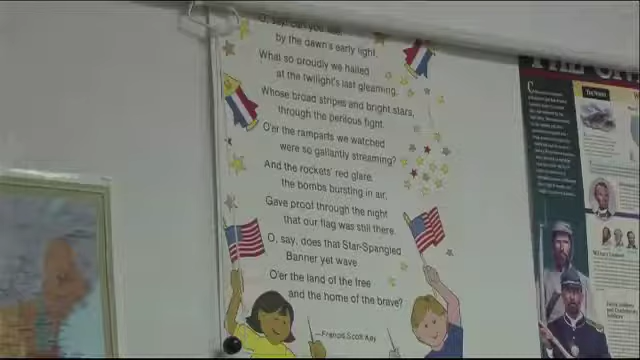 O, say! can you see
by the dawn's early light,
What so proudly we hailed
at the twilight's last gleaming.
Whose broad stripes and bright stars,
through the perilous fight.
O'er the ramparts we watched
were so gallantly streaming?
And the rockets' red glare,
the bombs bursting in air,
Gave proof through the night
that our flag was still there.
O, say, does that Star-Spangled
Banner yet wave
O'er the land of the free
and the home of the brave?
—Francis Scott Key
THE CIVIL